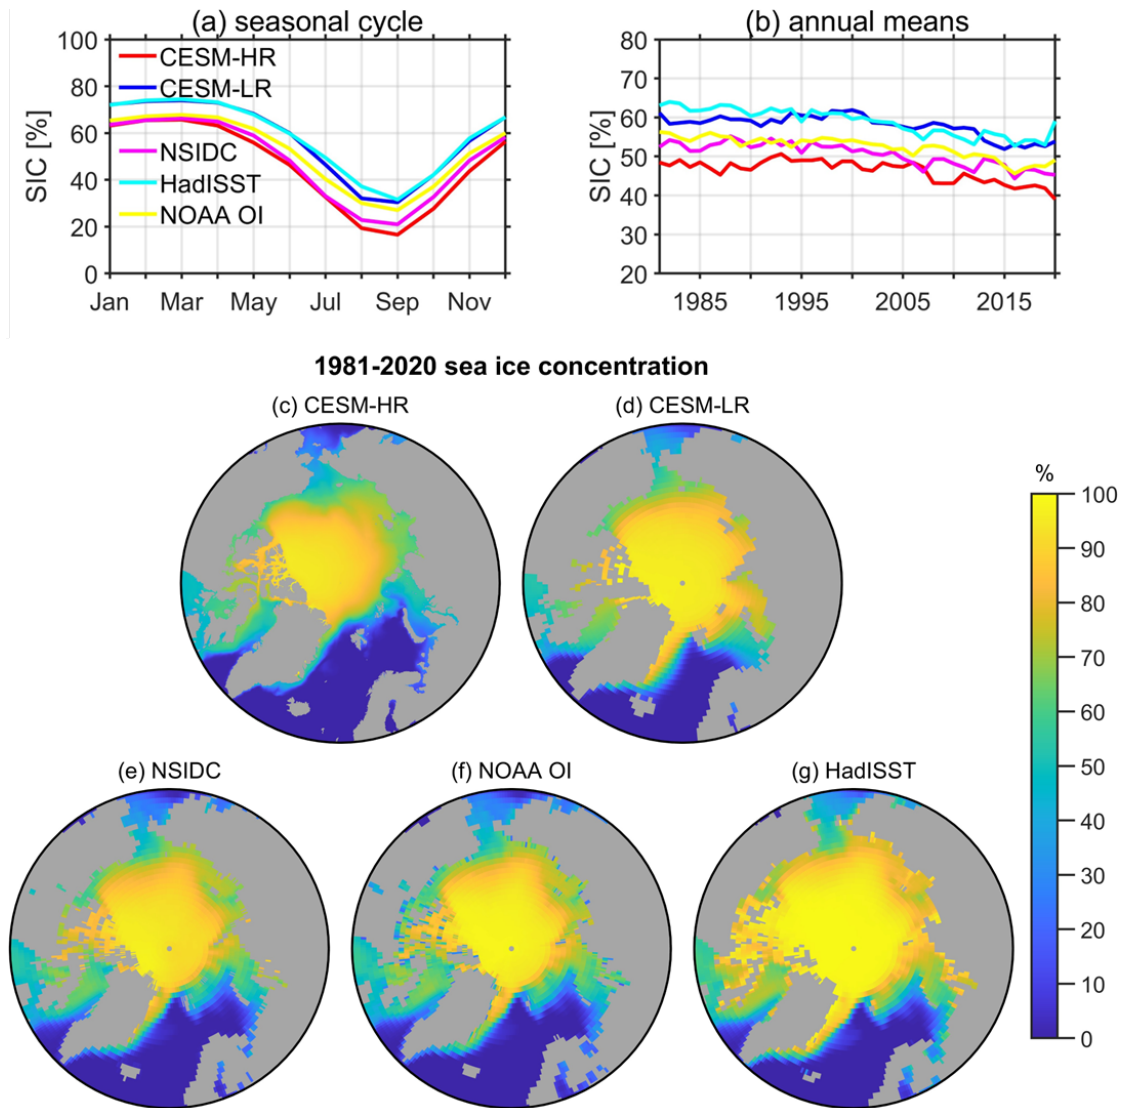 (a) seasonal cycle
100
80
60
40
20
0
SIC [%]
CESM-HR
CESM-LR
NSIDC
HadISST
NOAA OI
Jan Mar May Jul Sep Nov
(b) annual means
80
70
60
50
40
30
20
SIC [%]
1985 1995 2005 2015
1981-2020 sea ice concentration
(c) CESM-HR
(d) CESM-LR
(e) NSIDC
(f) NOAA OI
(g) HadISST
%
100
90
80
70
60
50
40
30
20
10
0